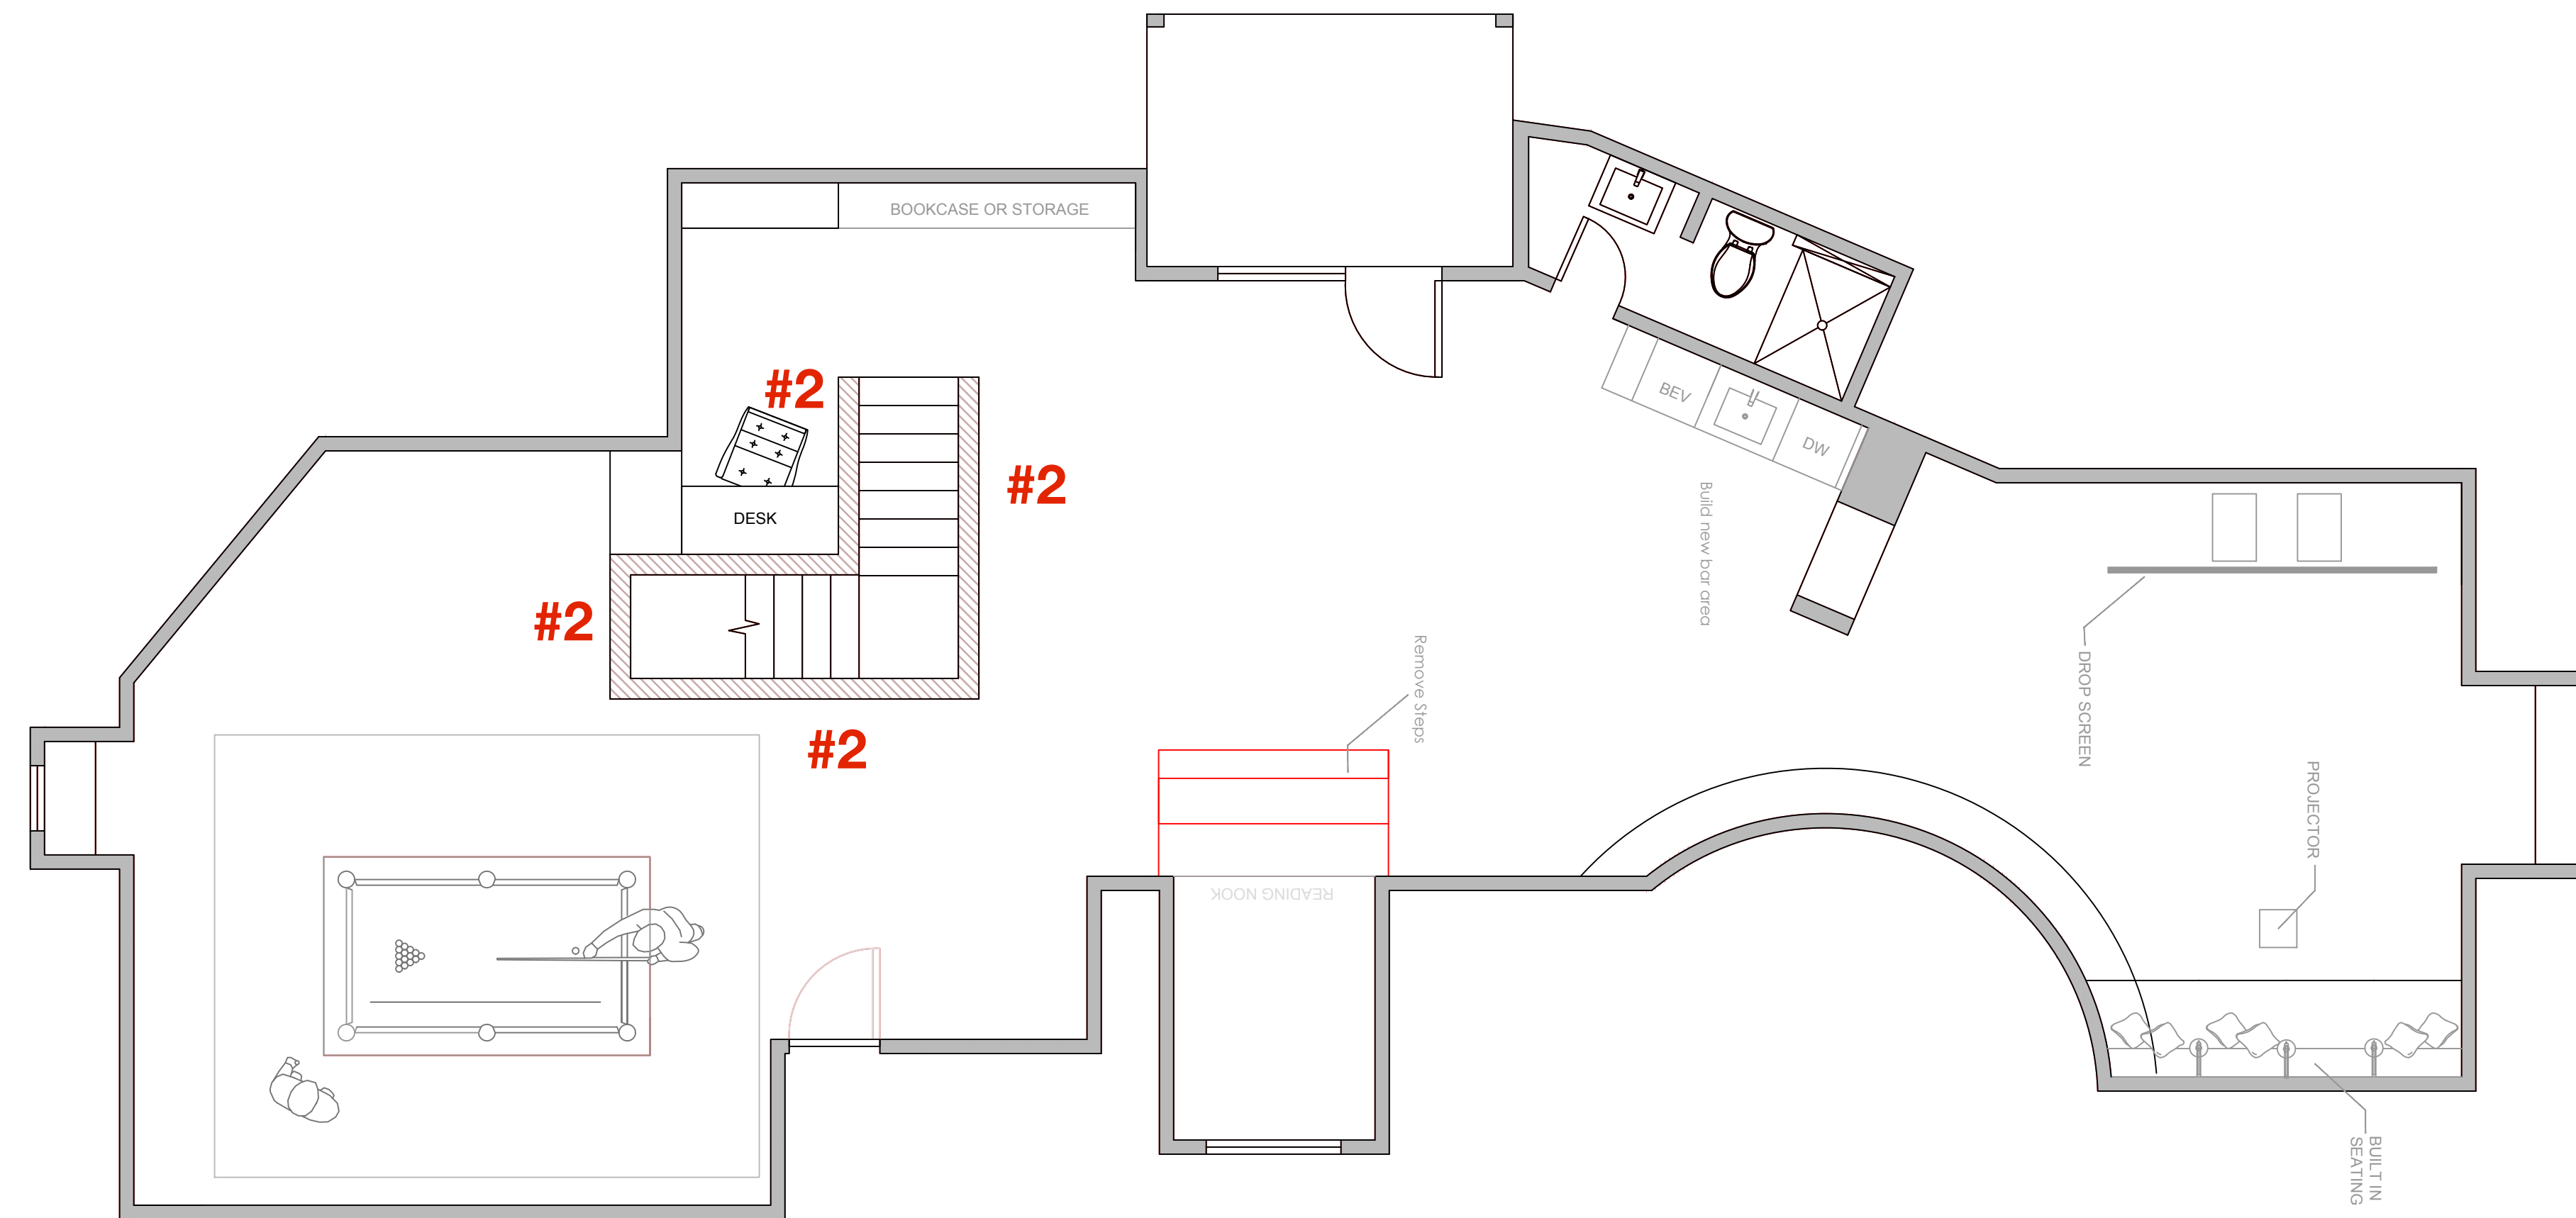 BOOKCASE OR STORAGE
#2
BEV
DW
#2
DESK
Build new bar area
#2
Remove Steps
DROP SCREEN
#2
PROJECTOR
READING NOOK
BUILT IN
SEATING